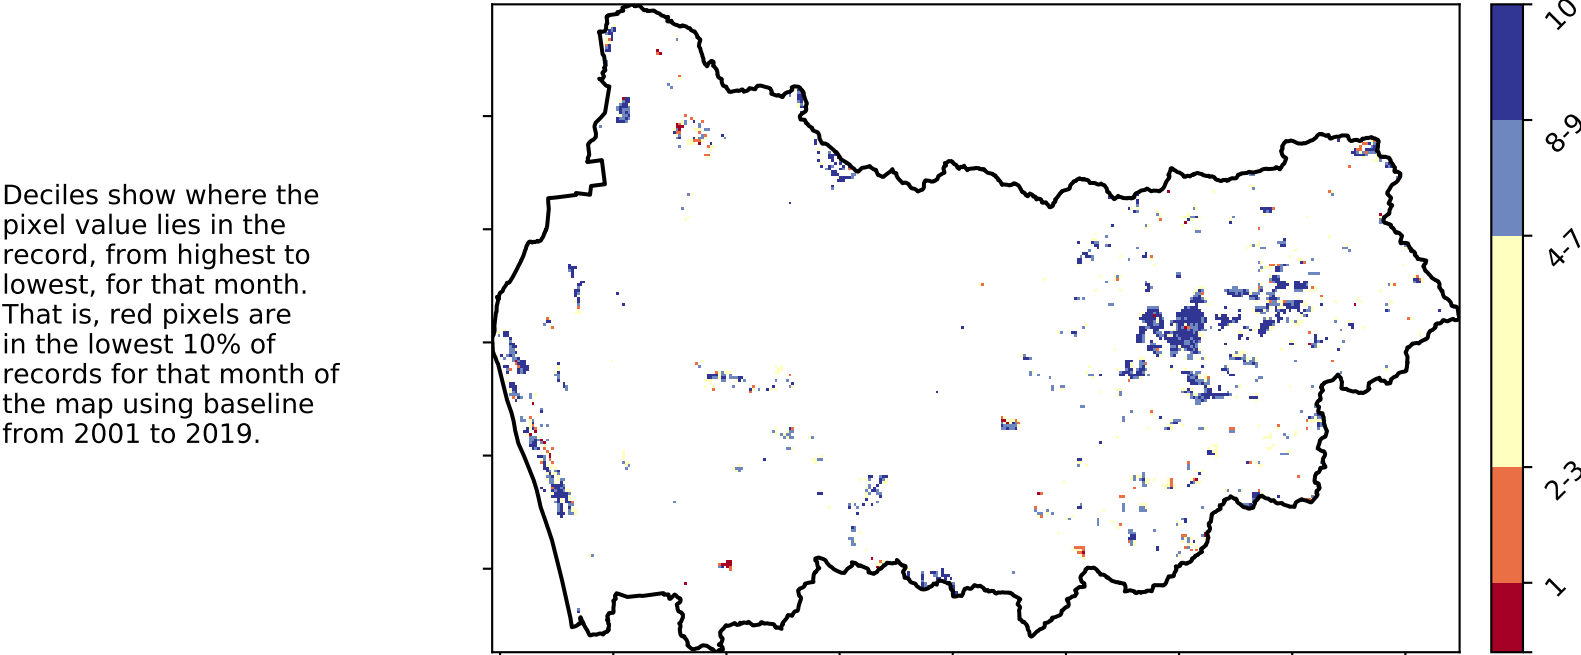 Deciles show where the
pixel value lies in the
record, from highest to
lowest, for that month.
That is, red pixels are
in the lowest 10% of
records for that month of
the map using baseline
from 2001 to 2019.
10
8-9
4-7
2-3
1